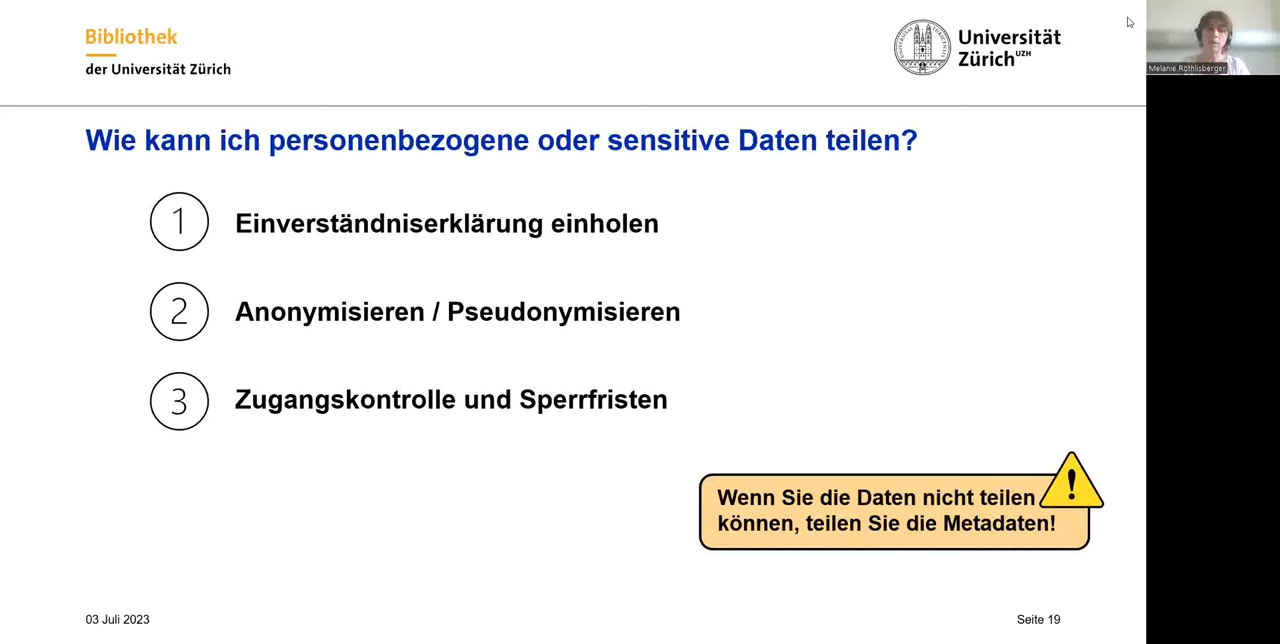 Bibliothek
der Universität Zürich
Universität
Zürich UZH
Melanie Röthlisberger
Wie kann ich personenbezogene oder sensitive Daten teilen?
1 Einverständniserklärung einholen
2 Anonymisieren / Pseudonymisieren
3 Zugangskontrolle und Sperrfristen
!
Wenn Sie die Daten nicht teilen
können, teilen Sie die Metadaten!
03 Juli 2023
Seite 19